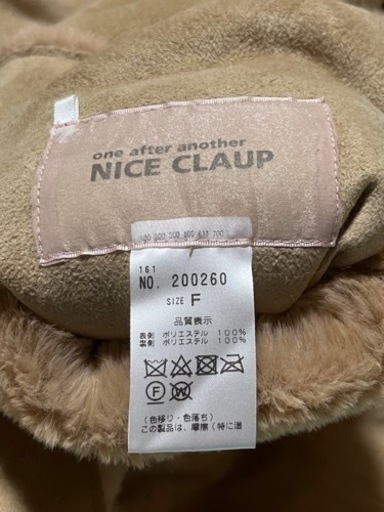 one after another
NICE CLAUP
161
NO. 200260
SIZE F
品質表示
表側 ポリエステル 100%
裏側 ポリエステル 100%
F W
(色移り・色落ち)
この製品は、摩擦(特に湿